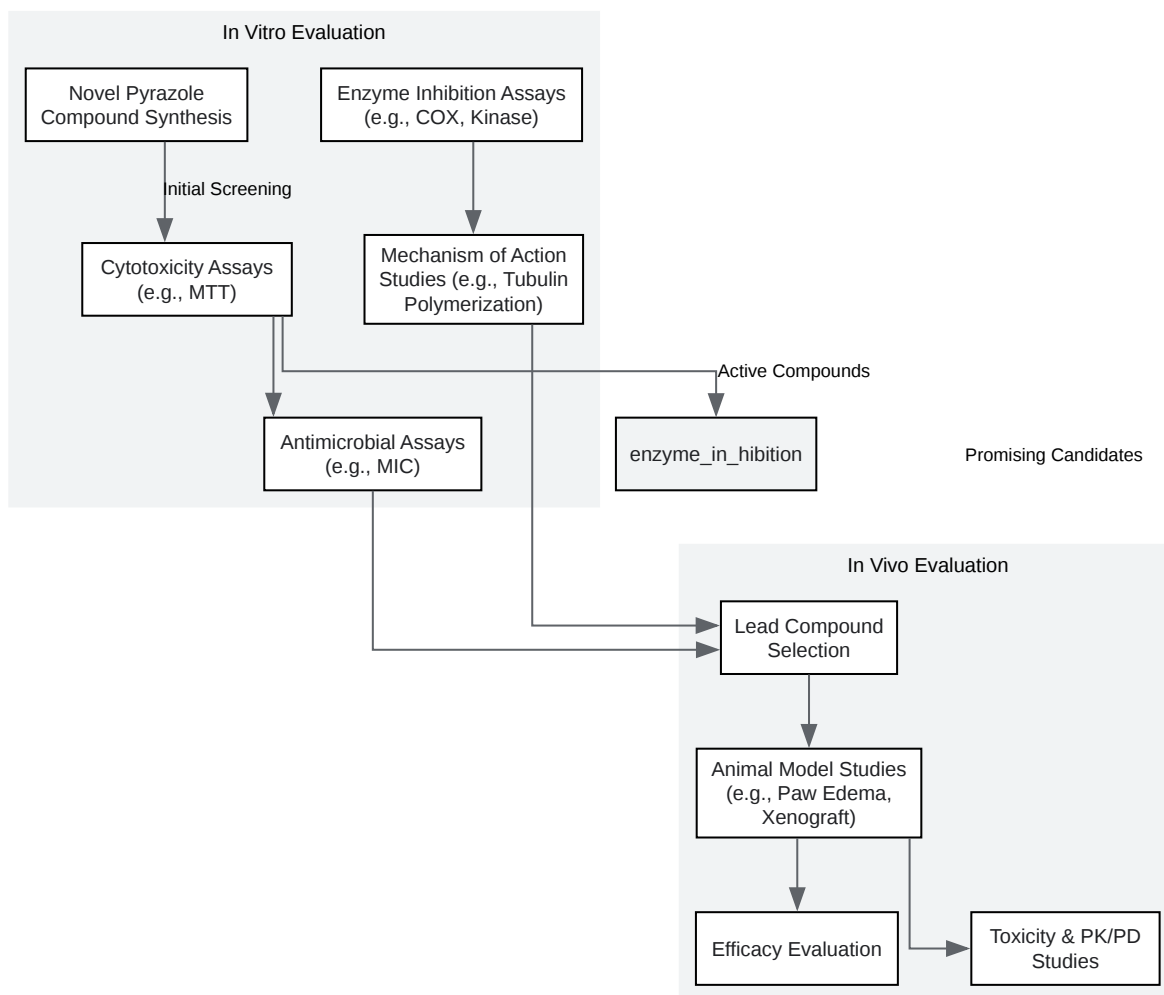 In Vitro Evaluation
Novel Pyrazole
Compound Synthesis
Enzyme Inhibition Assays
(e.g., COX, Kinase)
Initial Screening
Cytotoxicity Assays
(e.g., MTT)
Mechanism of Action
Studies (e.g., Tubulin
Polymerization)
Active Compounds
Antimicrobial Assays
(e.g., MIC)
enzyme_in_hibition
Promising Candidates
In Vivo Evaluation
Lead Compound
Selection
Animal Model Studies
(e.g., Paw Edema,
Xenograft)
Efficacy Evaluation
Toxicity & PK/PD
Studies